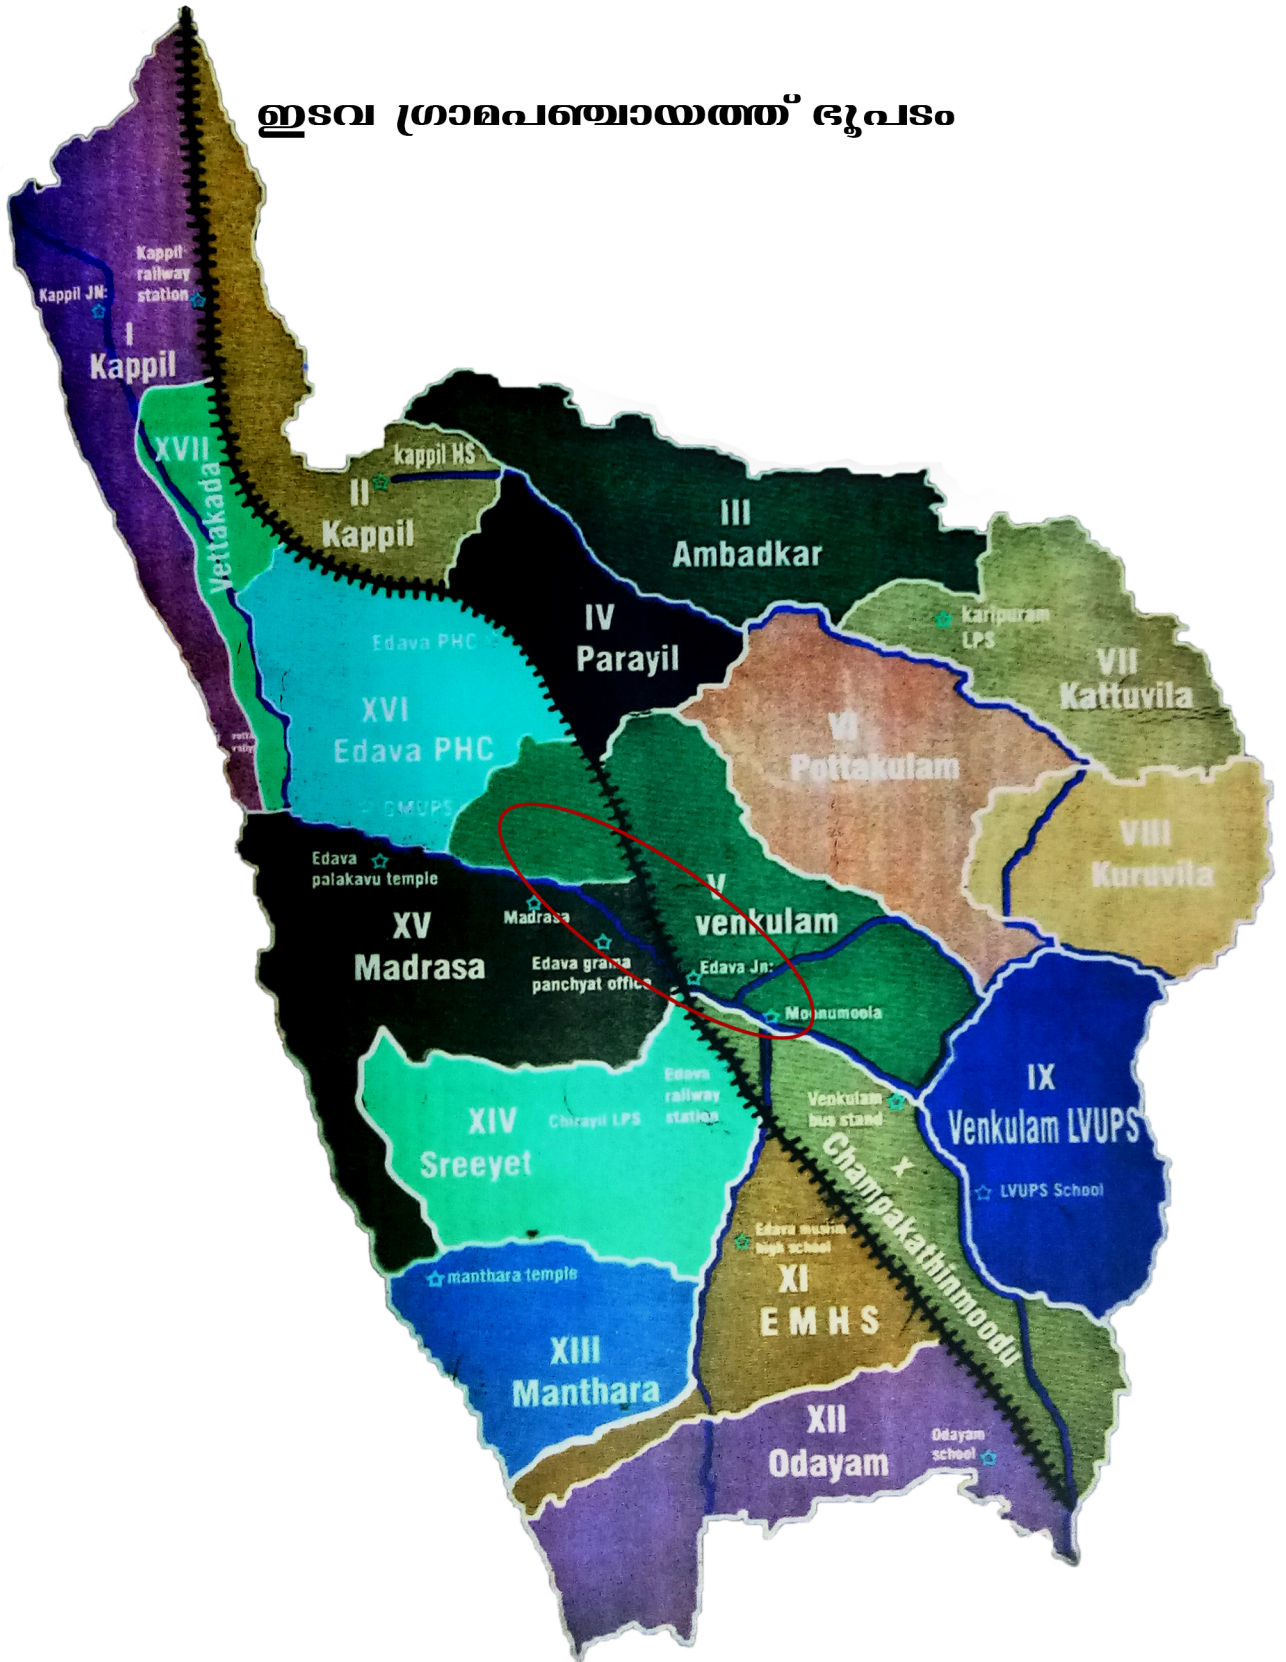 ഇടവ ഗ്രാമപഞ്ചായത്ത് ഭൂപടം
Kappil
railway
station
Kappil JN:
I
Kappil
XVII
Vettakada
kappil HS
II
Kappil
III
Ambadkar
IV
Parayil
karipuram
LPS
VII
Kattuvila
Edava PHC
XVI
Edava PHC
VI
Pottakulam
VIII
Kuruvila
Edava
palakavu temple
XV
Madrasa
Madrasa
Edava grama
panchyat office
V
venkulam
Edava Jn:
Moonumoola
IX
Venkulam LVUPS
LVUPS School
Venkulam
bus stand
X
Champakathinmoodu
Edava
railway
station
Chirayil LPS
XIV
Sreeyet
Edava muslim
high school
XI
E M H S
manthara temple
XIII
Manthara
XII
Odayam
Odayam
school